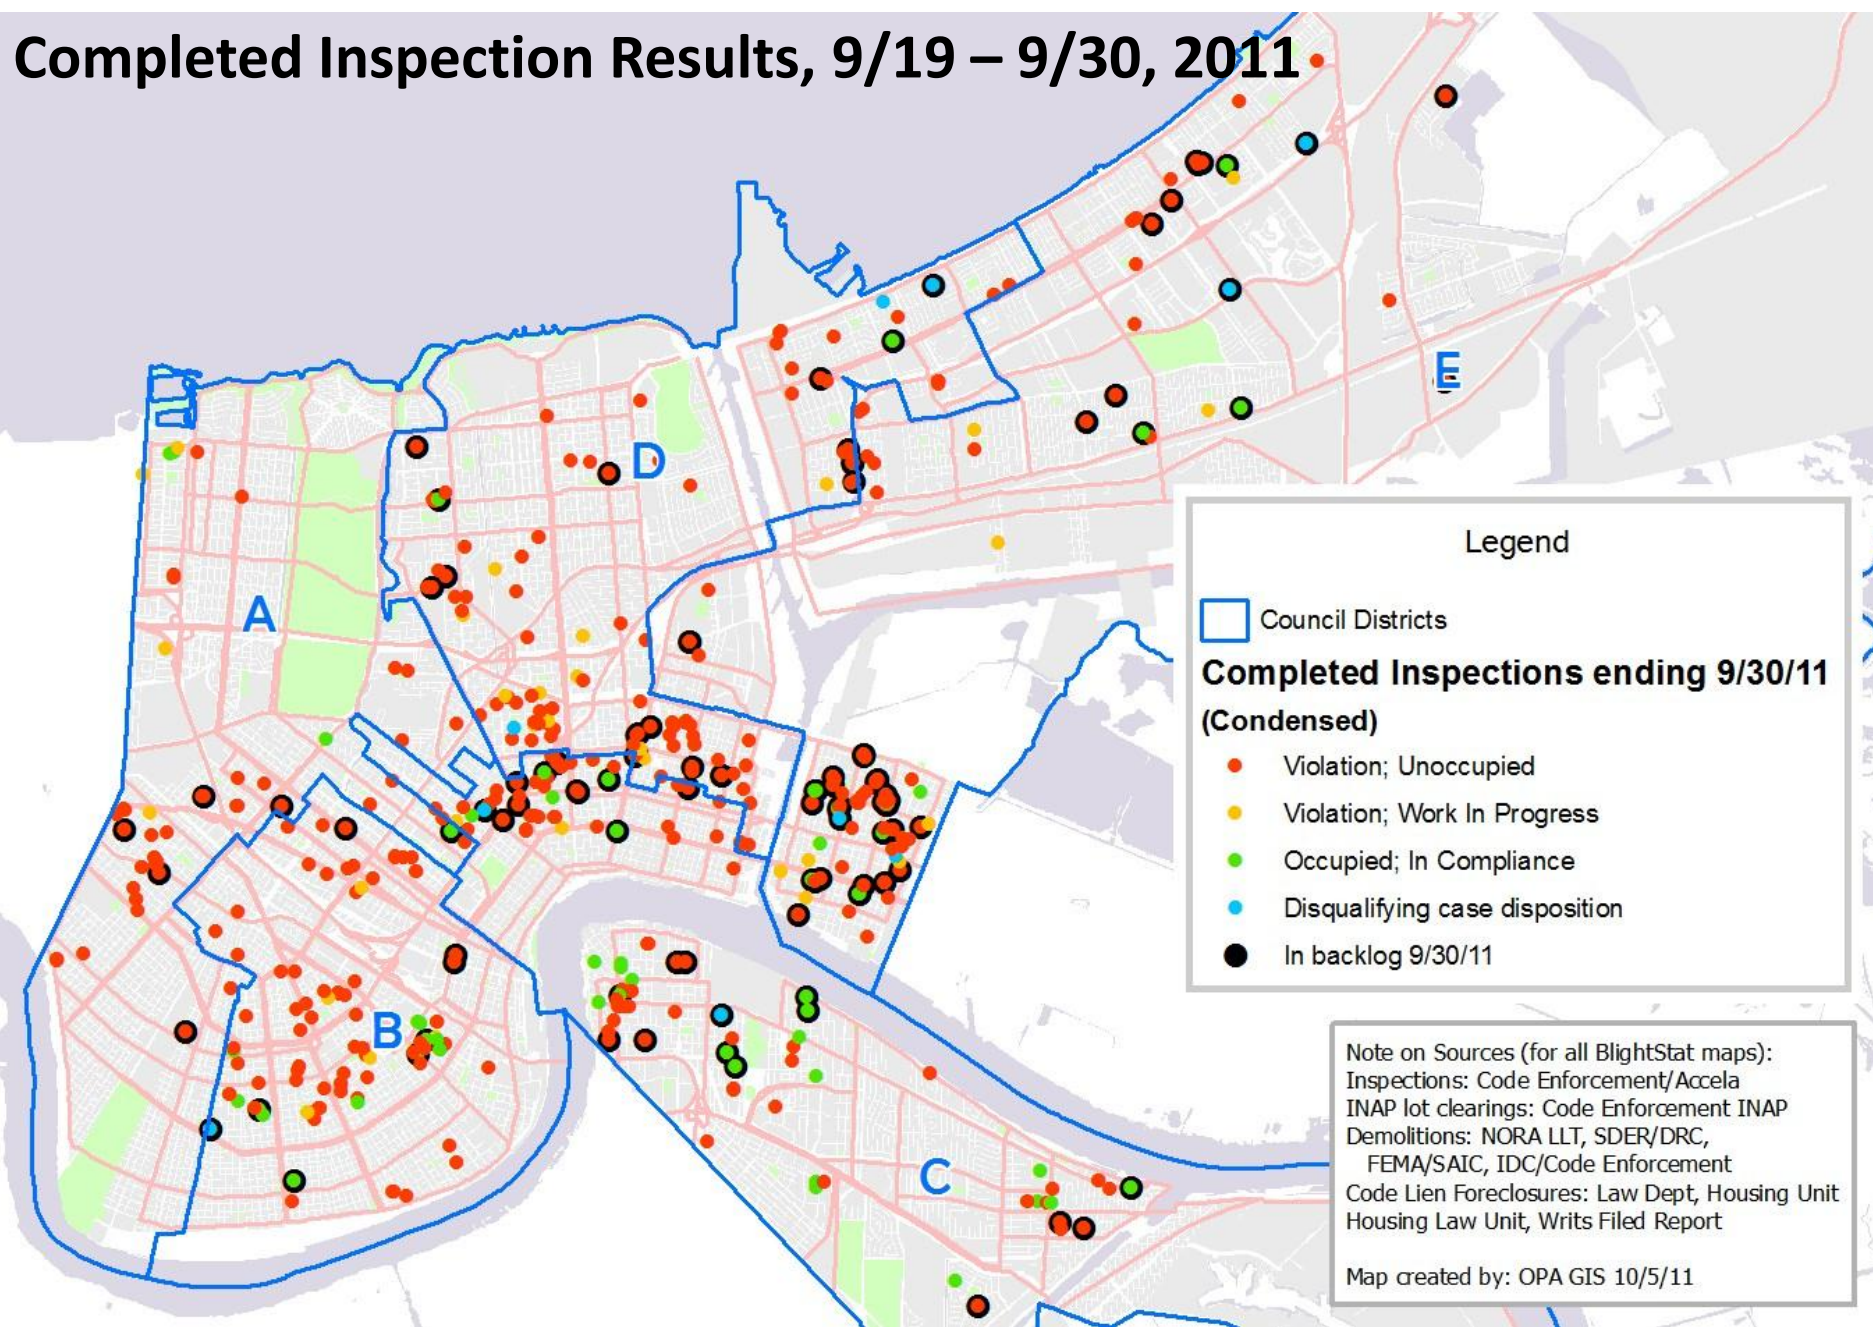 Completed Inspection Results, 9/19 – 9/30, 2011
E
D
A
B
C
Legend
Council Districts
Completed Inspections ending 9/30/11
(Condensed)
Violation; Unoccupied
Violation; Work In Progress
Occupied; In Compliance
Disqualifying case disposition
In backlog 9/30/11
Note on Sources (for all BlightStat maps):
Inspections: Code Enforcement/Accela
INAP lot clearings: Code Enforcement INAP
Demolitions: NORA LLT, SDER/DRC,
FEMA/SAIC, IDC/Code Enforcement
Code Lien Foreclosures: Law Dept, Housing Unit
Housing Law Unit, Writs Filed Report
Map created by: OPA GIS 10/5/11